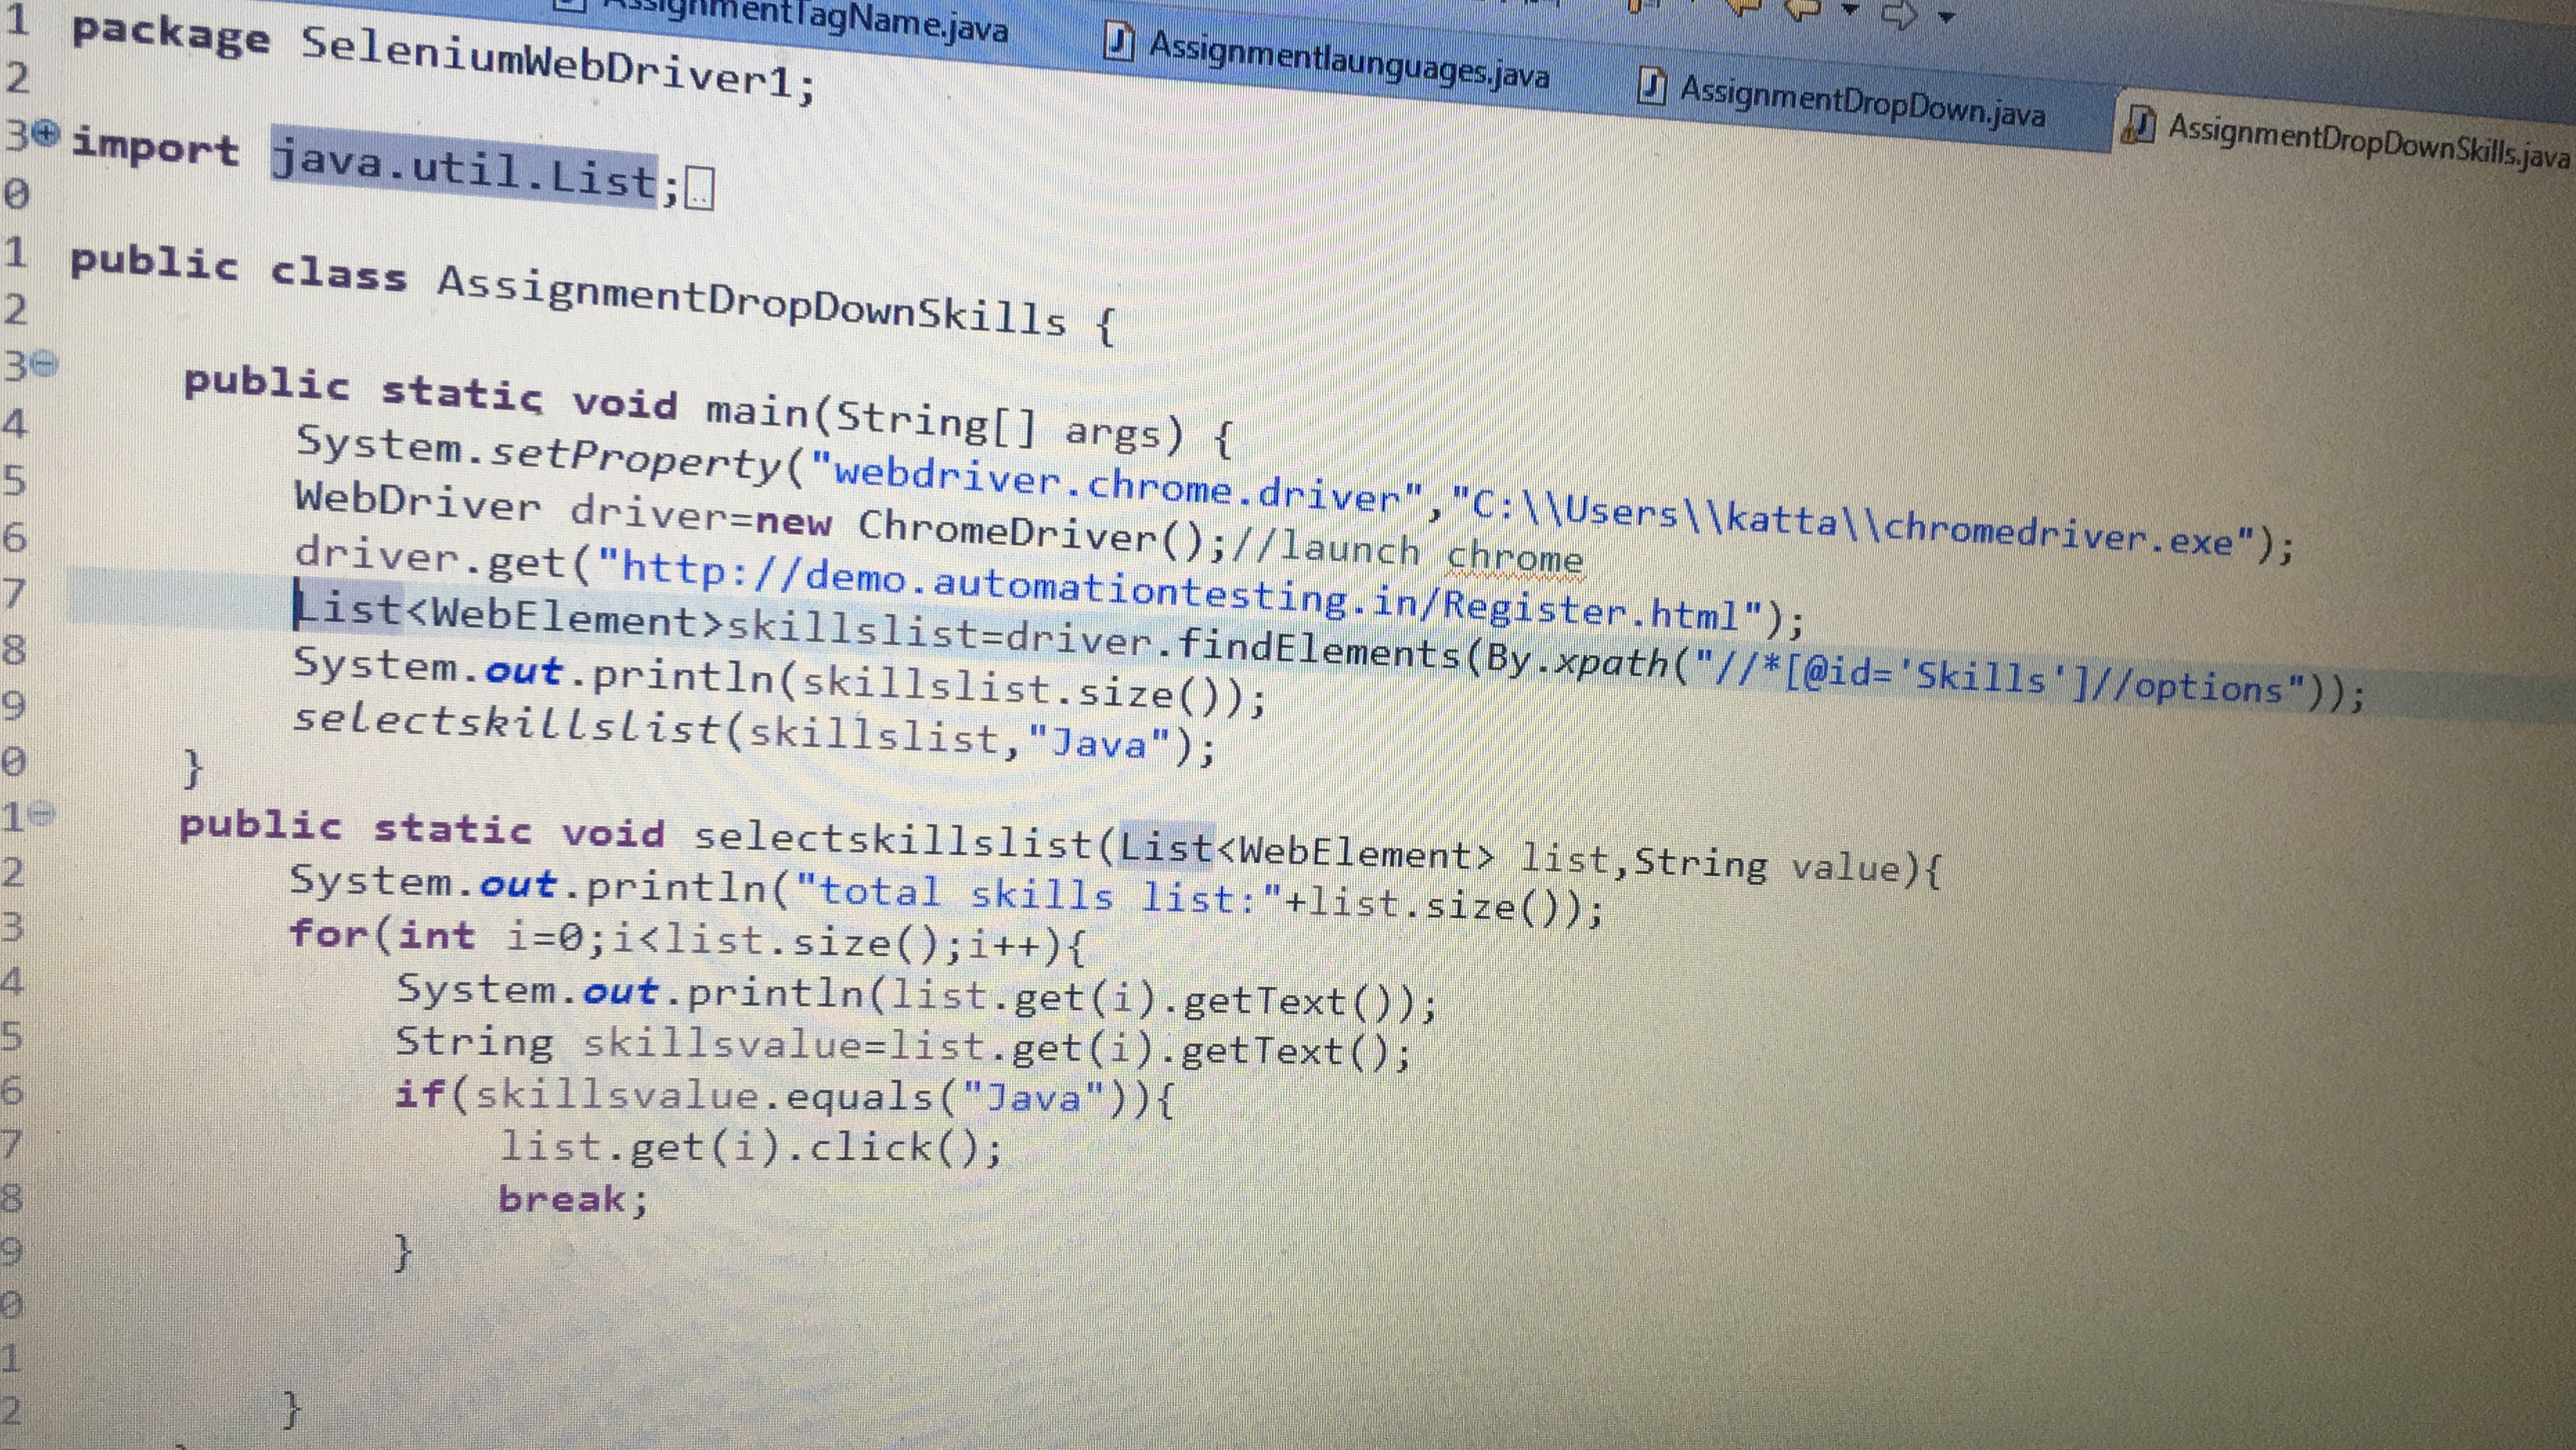 AssignmentTagName.java
Assignmentlaunguages.java
AssignmentDropDown.java
AssignmentDropDownSkills.java
1 package SeleniumWebDriver1;
2
3 import java.util.List;
0
1 public class AssignmentDropDownSkills {
2
3 public static void main(String[] args) {
4 System.setProperty("webdriver.chrome.driver","C:\\Users\\katta\\chromedriver.exe");
5 WebDriver driver=new ChromeDriver();//launch chrome
6 driver.get("http://demo.automationtesting.in/Register.html");
7 List<WebElement>skillslist=driver.findElements(By.xpath("//*[@id='Skills']//options"));
8 System.out.println(skillslist.size());
9 selectskillslist(skillslist,"Java");
0 }
1 public static void selectskillslist(List<WebElement> list,String value){
2 System.out.println("total skills list:"+list.size());
3 for(int i=0;i<list.size();i++){
4 System.out.println(list.get(i).getText());
5 String skillsvalue=list.get(i).getText();
6 if(skillsvalue.equals("Java")){
7 list.get(i).click();
8 break;
9 }
0
1
2 }